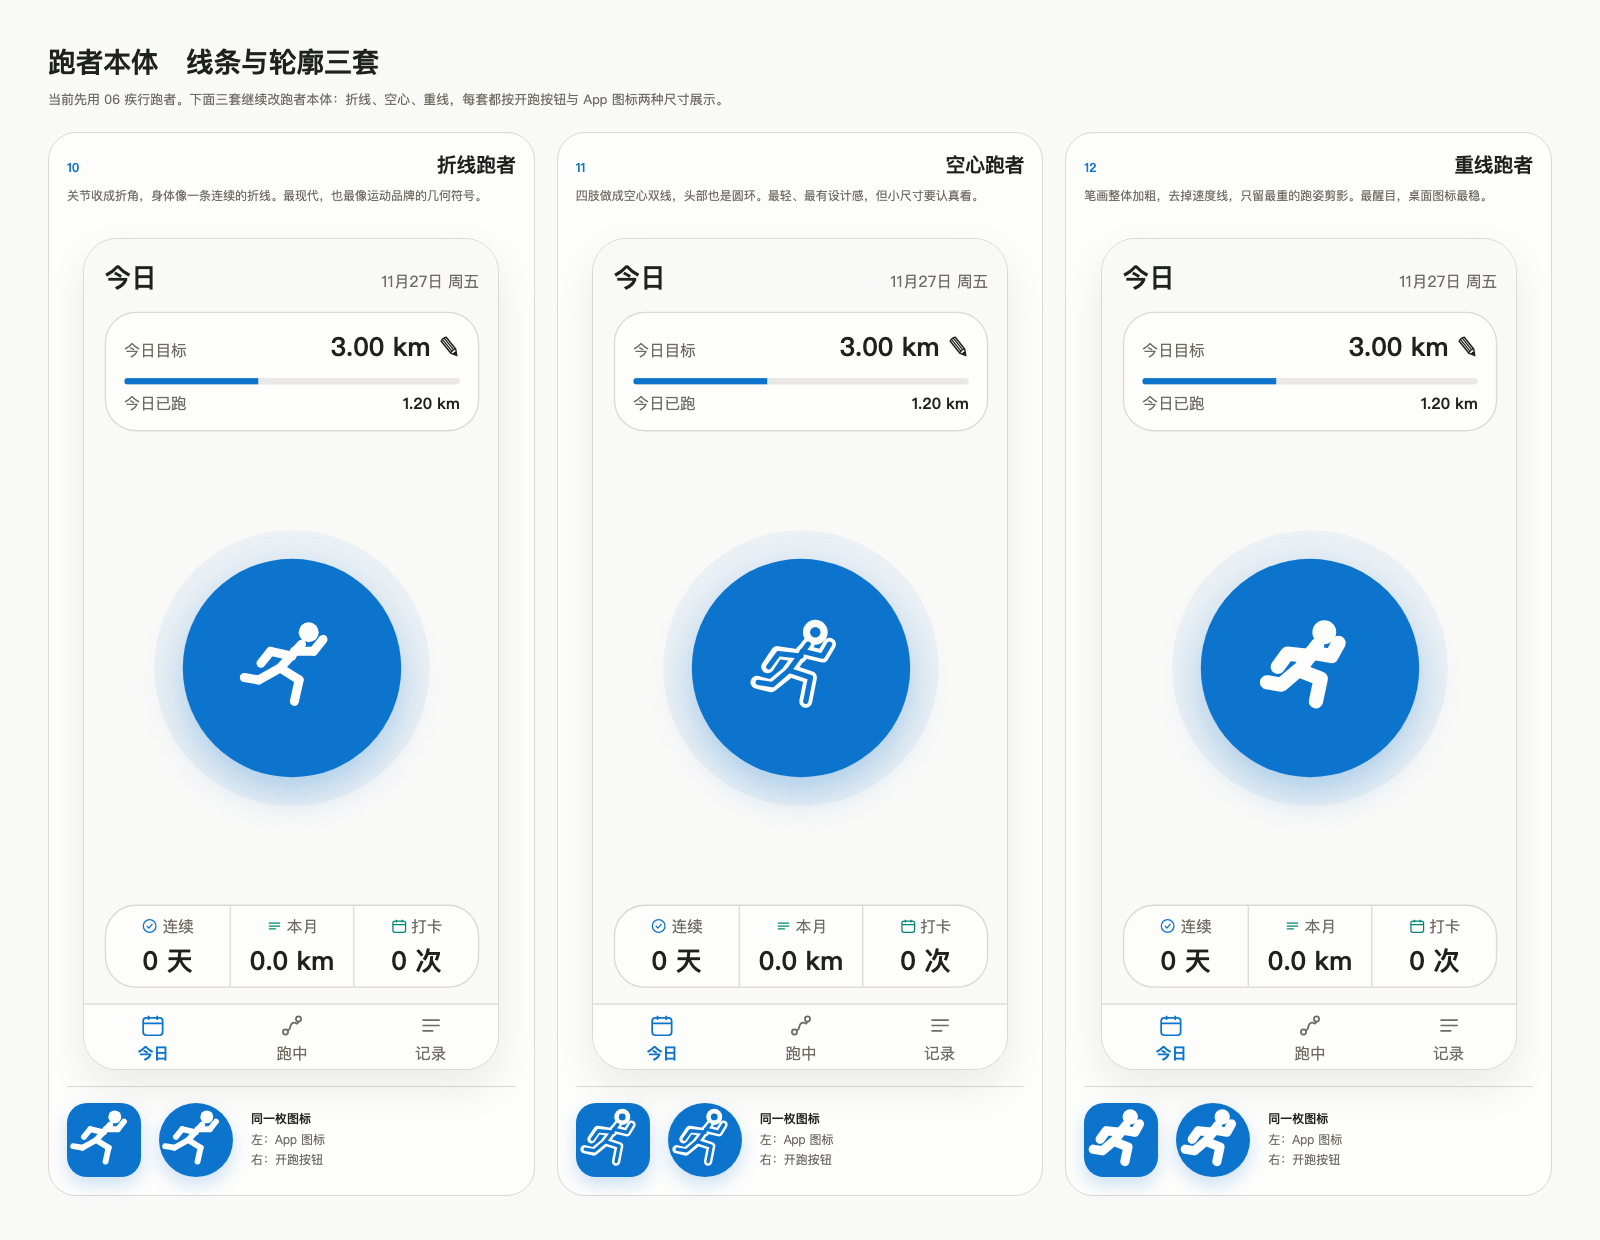 跑者本体　线条与轮廓三套
当前先用 06 疾行跑者。下面三套继续改跑者本体：折线、空心、重线，每套都按开跑按钮与 App 图标两种尺寸展示。
10
折线跑者
关节收成折角，身体像一条连续的折线。最现代，也最像运动品牌的几何符号。
今日
11月27日 周五
今日目标
3.00 km
今日已跑
1.20 km
连续
本月
打卡
0 天
0.0 km
0 次
今日
跑中
记录
同一枚图标
左：App 图标
右：开跑按钮
11
空心跑者
四肢做成空心双线，头部也是圆环。最轻、最有设计感，但小尺寸要认真看。
今日
11月27日 周五
今日目标
3.00 km
今日已跑
1.20 km
连续
本月
打卡
0 天
0.0 km
0 次
今日
跑中
记录
同一枚图标
左：App 图标
右：开跑按钮
12
重线跑者
笔画整体加粗，去掉速度线，只留最重的跑姿剪影。最醒目，桌面图标最稳。
今日
11月27日 周五
今日目标
3.00 km
今日已跑
1.20 km
连续
本月
打卡
0 天
0.0 km
0 次
今日
跑中
记录
同一枚图标
左：App 图标
右：开跑按钮